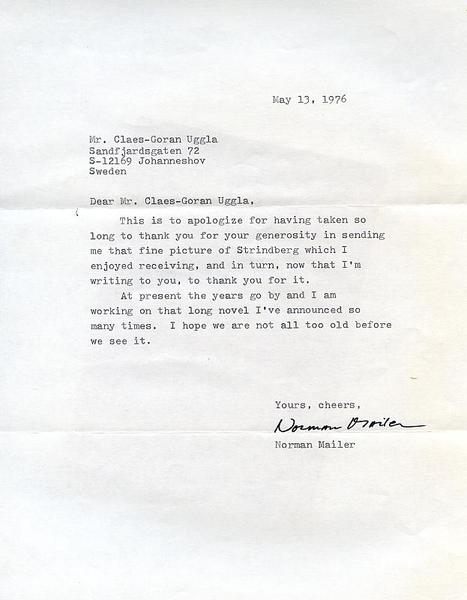 May 13, 1976
Mr. Claes-Goran Uggla
Sandfjardsgaten 72
S-12169 Johanneshov
Sweden
Dear Mr. Claes-Goran Uggla,
This is to apologize for having taken so
long to thank you for your generosity in sending
me that fine picture of Strindberg which I
enjoyed receiving, and in turn, now that I'm
writing to you, to thank you for it.
At present the years go by and I am
working on that long novel I've announced so
many times. I hope we are not all too old before
we see it.
Yours, cheers,
Norman Mailer
Norman Mailer